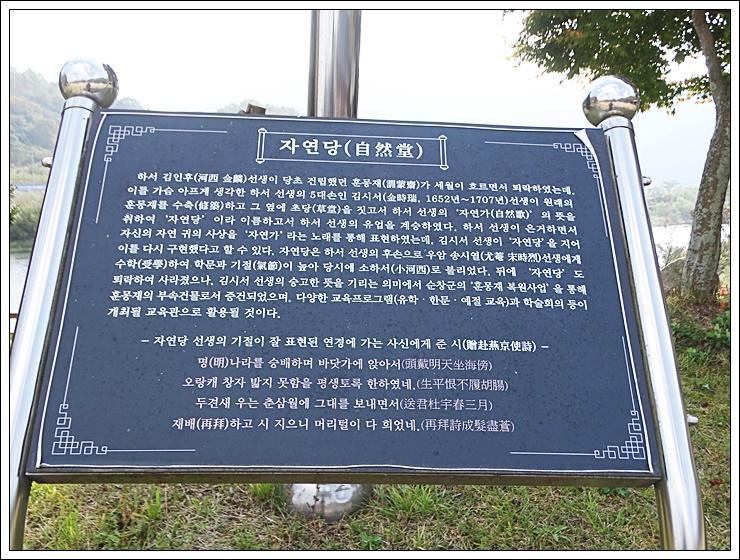 자연당(自然堂)
하서 김인후(河西 金麟)선생이 당초 건립했던 훈몽재(訓蒙齋)가 세월이 흐르면서 퇴락하였는데,
이를 가슴 아프게 생각한 하서 선생의 5대손인 김시서(金時瑞, 1652년~1707년)선생이 원래의
훈몽재를 수축(修築)하고 그 옆에 초당(草堂)을 짓고서 하서 선생의 '자연가(自然歌)' 의 뜻을
취하여 '자연당' 이라 이름하고서 하서 선생의 유업을 계승하였다. 하서 선생이 은거하면서
자신의 자연 귀의 사상을 '자연가' 라는 노래를 통해 표현하였는데, 김시서 선생이 '자연당'을 지어
이를 다시 구현했다고 할 수 있다. 자연당은 하서 선생의 후손으로 우암 송시열(尤菴 宋時烈)선생에게
수학(受學)하여 학문과 기절(氣節)이 높아 당시에 소하서(小河西)로 불리었다. 뒤에 '자연당' 도
퇴락하여 사라졌으나, 김시서 선생의 숭고한 뜻을 기리는 의미에서 순창군의 '훈몽재 복원사업' 을 통해
훈몽재의 부속건물로서 중건되었으며, 다양한 교육프로그램(유학 · 한문 · 예절 교육)과 학술회의 등이
개최될 교육관으로 활용될 것이다.
- 자연당 선생의 기절이 잘 표현된 연경에 가는 사신에게 준 시(贈赴燕京使詩) -
명(明)나라를 숭배하며 바닷가에 앉아서(頭戴明天坐海傍)
오랑캐 창자 밟지 못함을 평생토록 한하였네.(生平恨不履胡腸)
두견새 우는 춘삼월에 그대를 보내면서(送君杜宇春三月)
재배(再拜)하고 시 지으니 머리털이 다 희었네.(再拜詩成髮盡蒼)